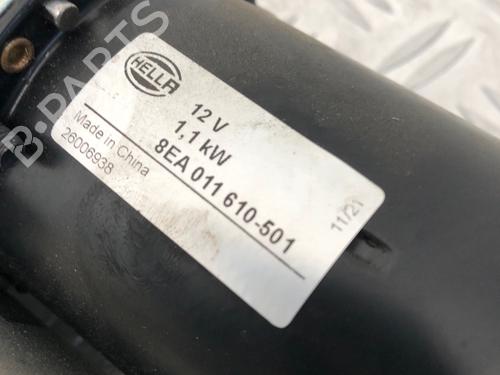 HELLA
12 V
1.1 kW
8EA 011 610-501
Made in China
26006938
11/21
B-PARTS